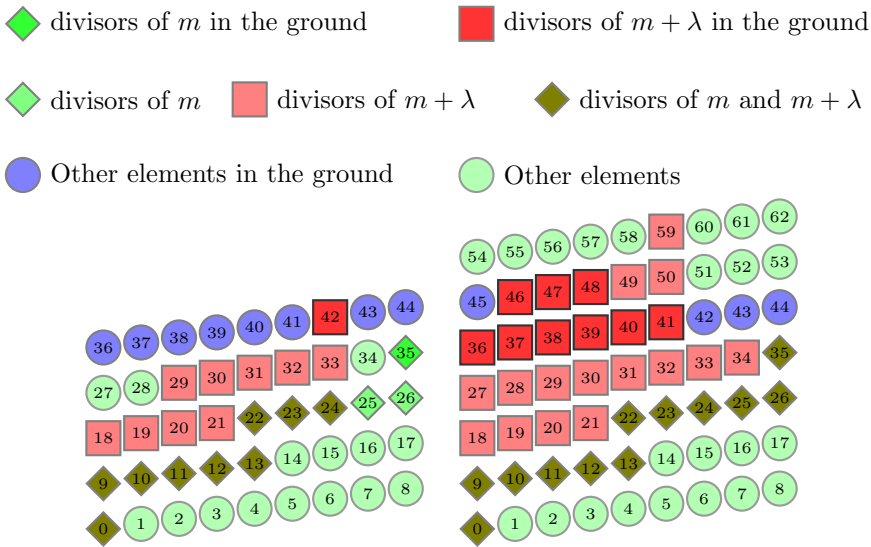 divisors of m in the ground
divisors of m + λ in the ground
divisors of m
divisors of m + λ
divisors of m and m + λ
Other elements in the ground
Other elements
36 37 38 39 40 41 42 43 44
27 28 29 30 31 32 33 34 35
18 19 20 21 22 23 24 25 26
9 10 11 12 13 14 15 16 17
0 1 2 3 4 5 6 7 8
54 55 56 57 58 59 60 61 62
45 46 47 48 49 50 51 52 53
36 37 38 39 40 41 42 43 44
27 28 29 30 31 32 33 34 35
18 19 20 21 22 23 24 25 26
9 10 11 12 13 14 15 16 17
0 1 2 3 4 5 6 7 8